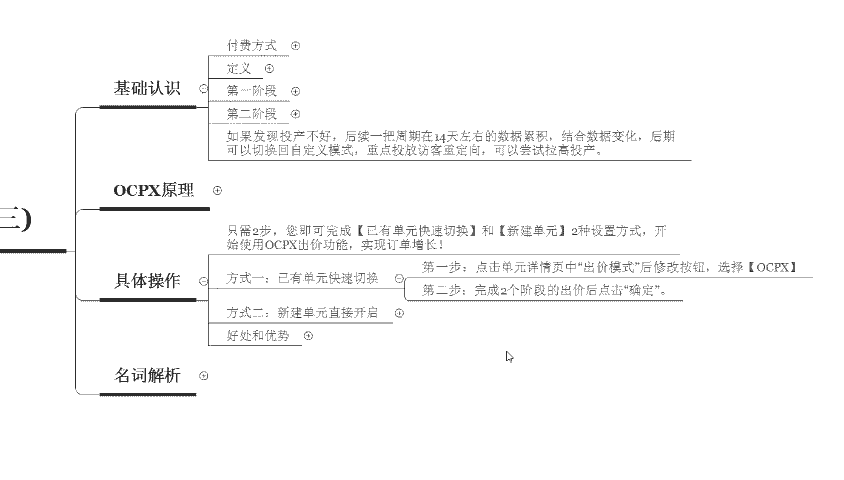 三)
基础认识
付费方式
定义
第一阶段
第二阶段
如果发现投产不好，后续一把周期在14天左右的数据累积，结合数据变化，后期
可以切换回自定义模式，重点投放访客重定向，可以尝试拉高投产。
OCPX原理
具体操作
只需2步，您即可完成【已有单元快速切换】和【新建单元】2种设置方式，开
始使用OCPX出价功能，实现订单增长！
方式一：已有单元快速切换
第一步：点击单元详情页中“出价模式”后修改按钮，选择【OCPX】
第二步：完成2个阶段的出价后点击“确定”。
方式二：新建单元直接开启
好处和优势
名词解析